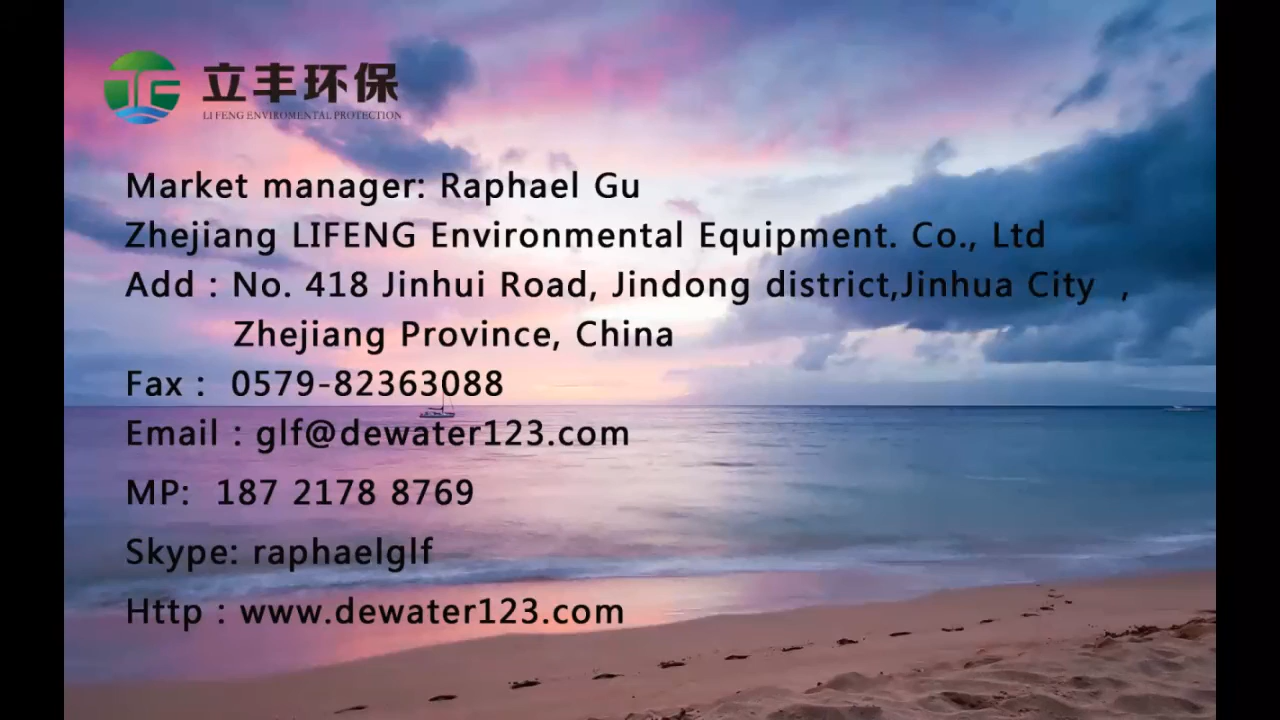 立丰环保
LI FENG ENVIROMENTAL PROTECTION
Market manager: Raphael Gu
Zhejiang LIFENG Environmental Equipment. Co., Ltd
Add : No. 418 Jinhui Road, Jindong district,Jinhua City ,
Zhejiang Province, China
Fax : 0579-82363088
Email : glf@dewater123.com
MP: 187 2178 8769
Skype: raphaelglf
Http : www.dewater123.com